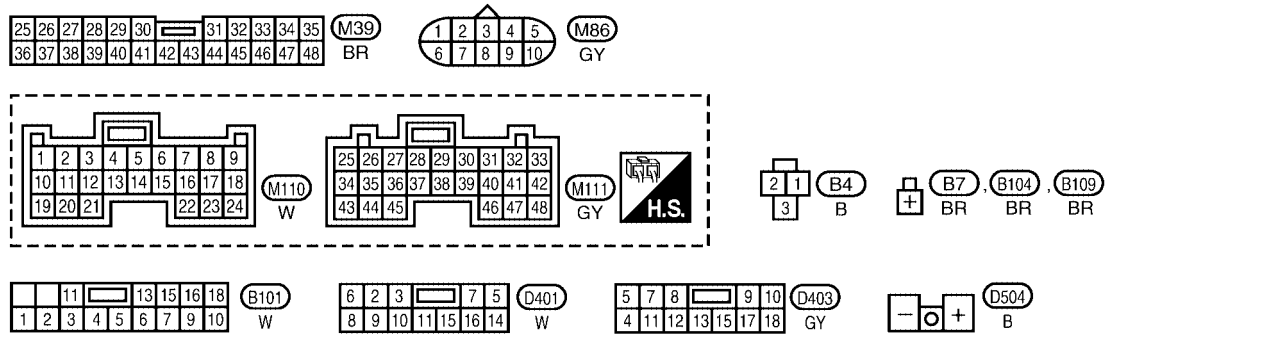 25 26 27 28 29 30 31 32 33 34 35 M39
36 37 38 39 40 41 42 43 44 45 46 47 48 BR
1 2 3 4 5 M86
6 7 8 9 10 GY
1 2 3 4 5 6 7 8 9
10 11 12 13 14 15 16 17 18 M110
19 20 21 22 23 24 W
25 26 27 28 29 30 31 32 33
34 35 36 37 38 39 40 41 42 M111
43 44 45 46 47 48 GY
H.S.
2 1 B4
3 B
+ B7 , B104 , B109
BR BR BR
11 13 15 16 18 B101
1 2 3 4 5 6 7 9 10 W
6 2 3 7 5 D401
8 9 10 11 15 16 14 W
5 7 8 9 10 D403
4 11 12 13 15 17 18 GY
− + D504
B